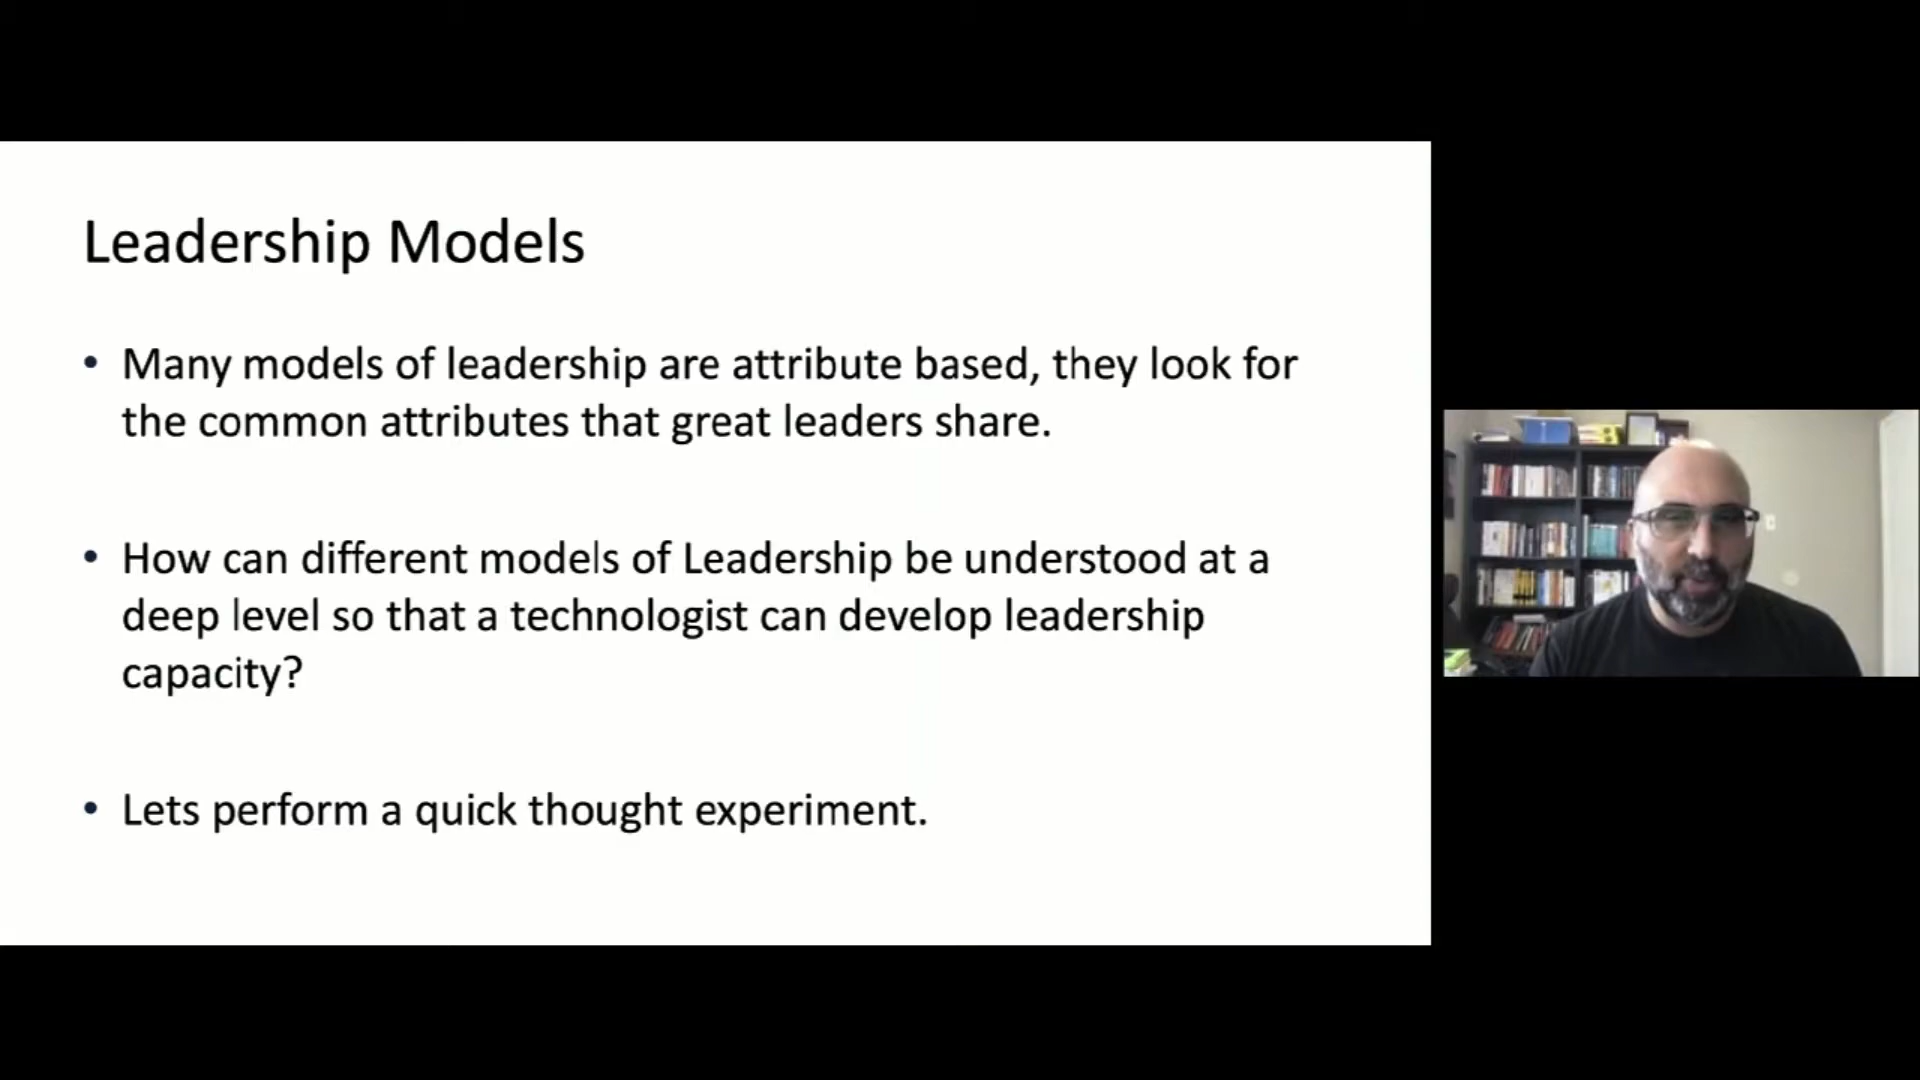 Leadership Models
• Many models of leadership are attribute based, they look for
the common attributes that great leaders share.
• How can different models of Leadership be understood at a
deep level so that a technologist can develop leadership
capacity?
• Lets perform a quick thought experiment.